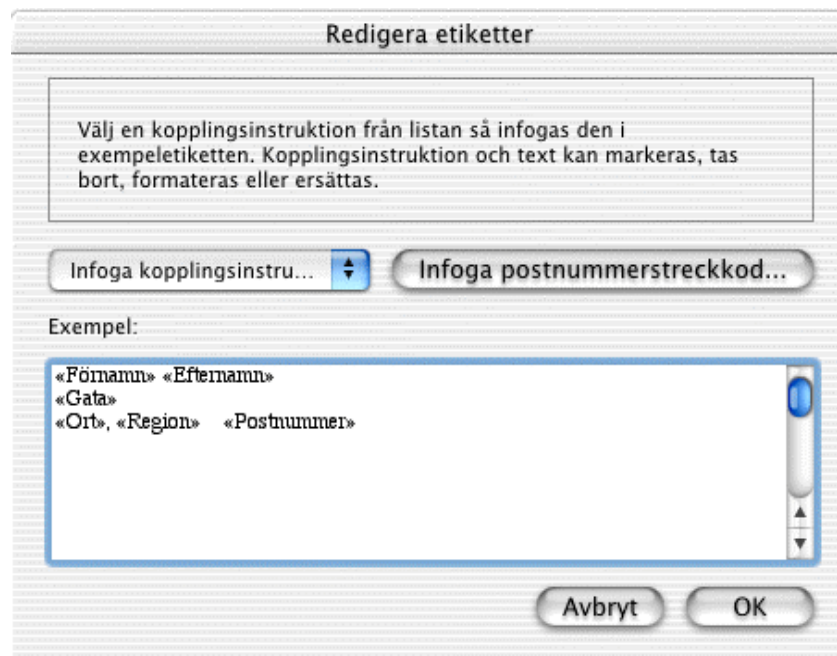 Redigera etiketter
Välj en kopplingsinstruktion från listan så infogas den i
exempeletiketten. Kopplingsinstruktion och text kan markeras, tas
bort, formateras eller ersättas.
Infoga kopplingsinstru... Infoga postnummerstreckkod...
Exempel:
«Förnamn» «Efternamn»
«Gata»
«Ort», «Region» «Postnummer»
Avbryt OK